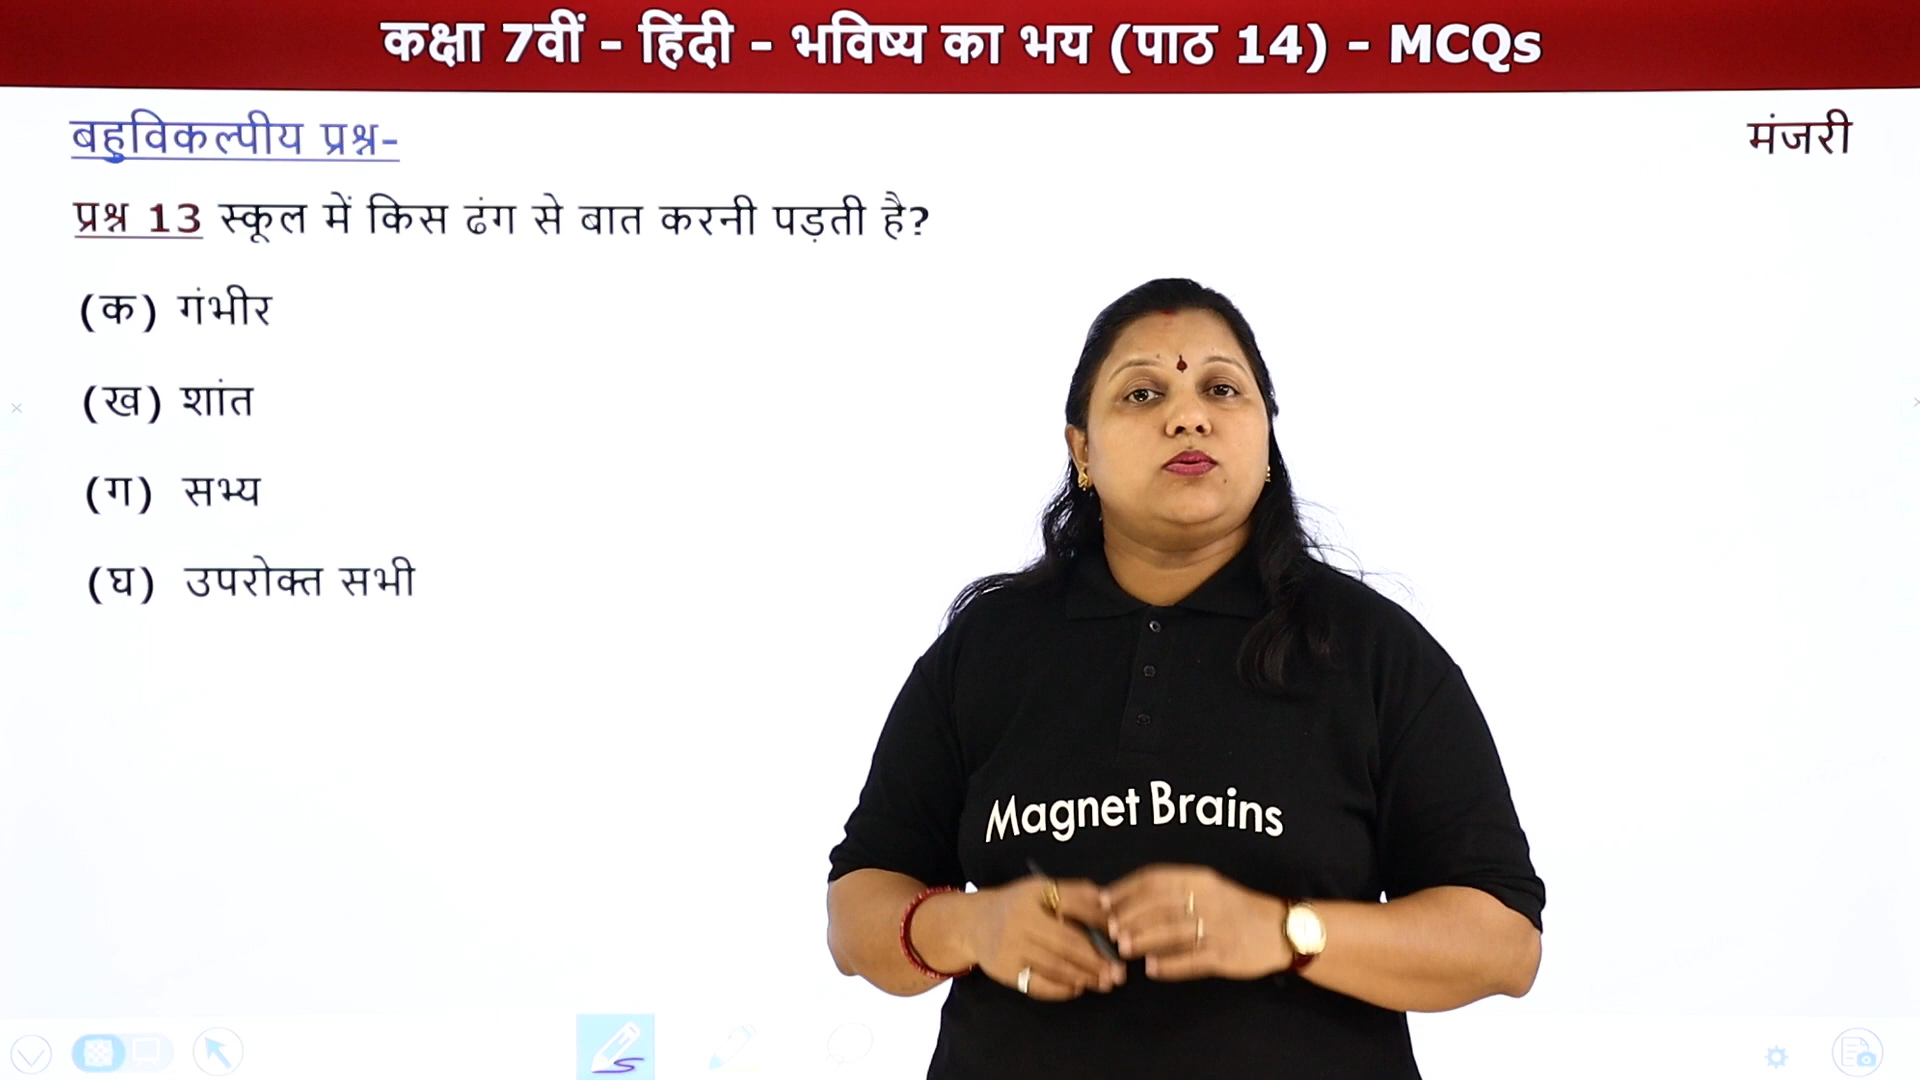 कक्षा 7वीं - हिंदी - भविष्य का भय (पाठ 14) - MCQs
बहुविकल्पीय प्रश्न-
मंजरी
प्रश्न 13 स्कूल में किस ढंग से बात करनी पड़ती है?
(क) गंभीर
(ख) शांत
(ग) सभ्य
(घ) उपरोक्त सभी
Magnet Brains